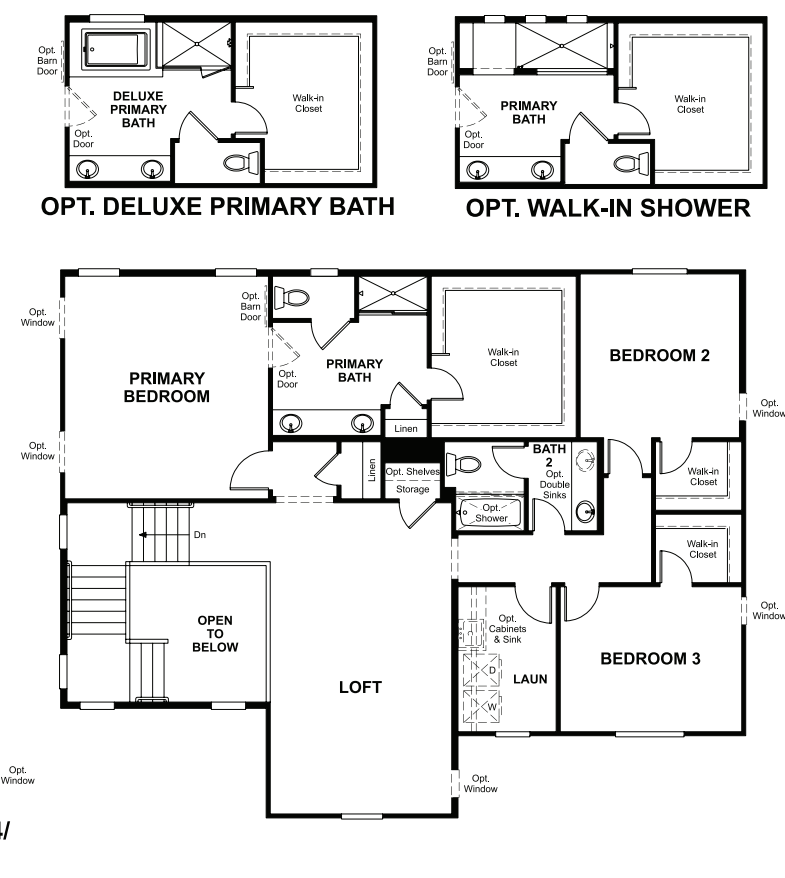 Opt.
Barn
Door
DELUXE
PRIMARY
BATH
Opt.
Door
Walk-in
Closet
OPT. DELUXE PRIMARY BATH
Opt.
Barn
Door
PRIMARY
BATH
Opt.
Door
Walk-in
Closet
OPT. WALK-IN SHOWER
Opt.
Window
Opt.
Window
PRIMARY
BEDROOM
Opt.
Barn
Door
Opt.
Door
PRIMARY
BATH
Linen
Walk-in
Closet
BEDROOM 2
Opt.
Window
Linen
Opt. Shelves
Storage
BATH
2
Opt.
Double
Sinks
Opt.
Shower
Walk-in
Closet
Walk-in
Closet
Dn
OPEN
TO
BELOW
LOFT
Opt.
Cabinets
& Sink
D
W
LAUN
BEDROOM 3
Opt.
Window
Opt.
Window
Opt.
Window